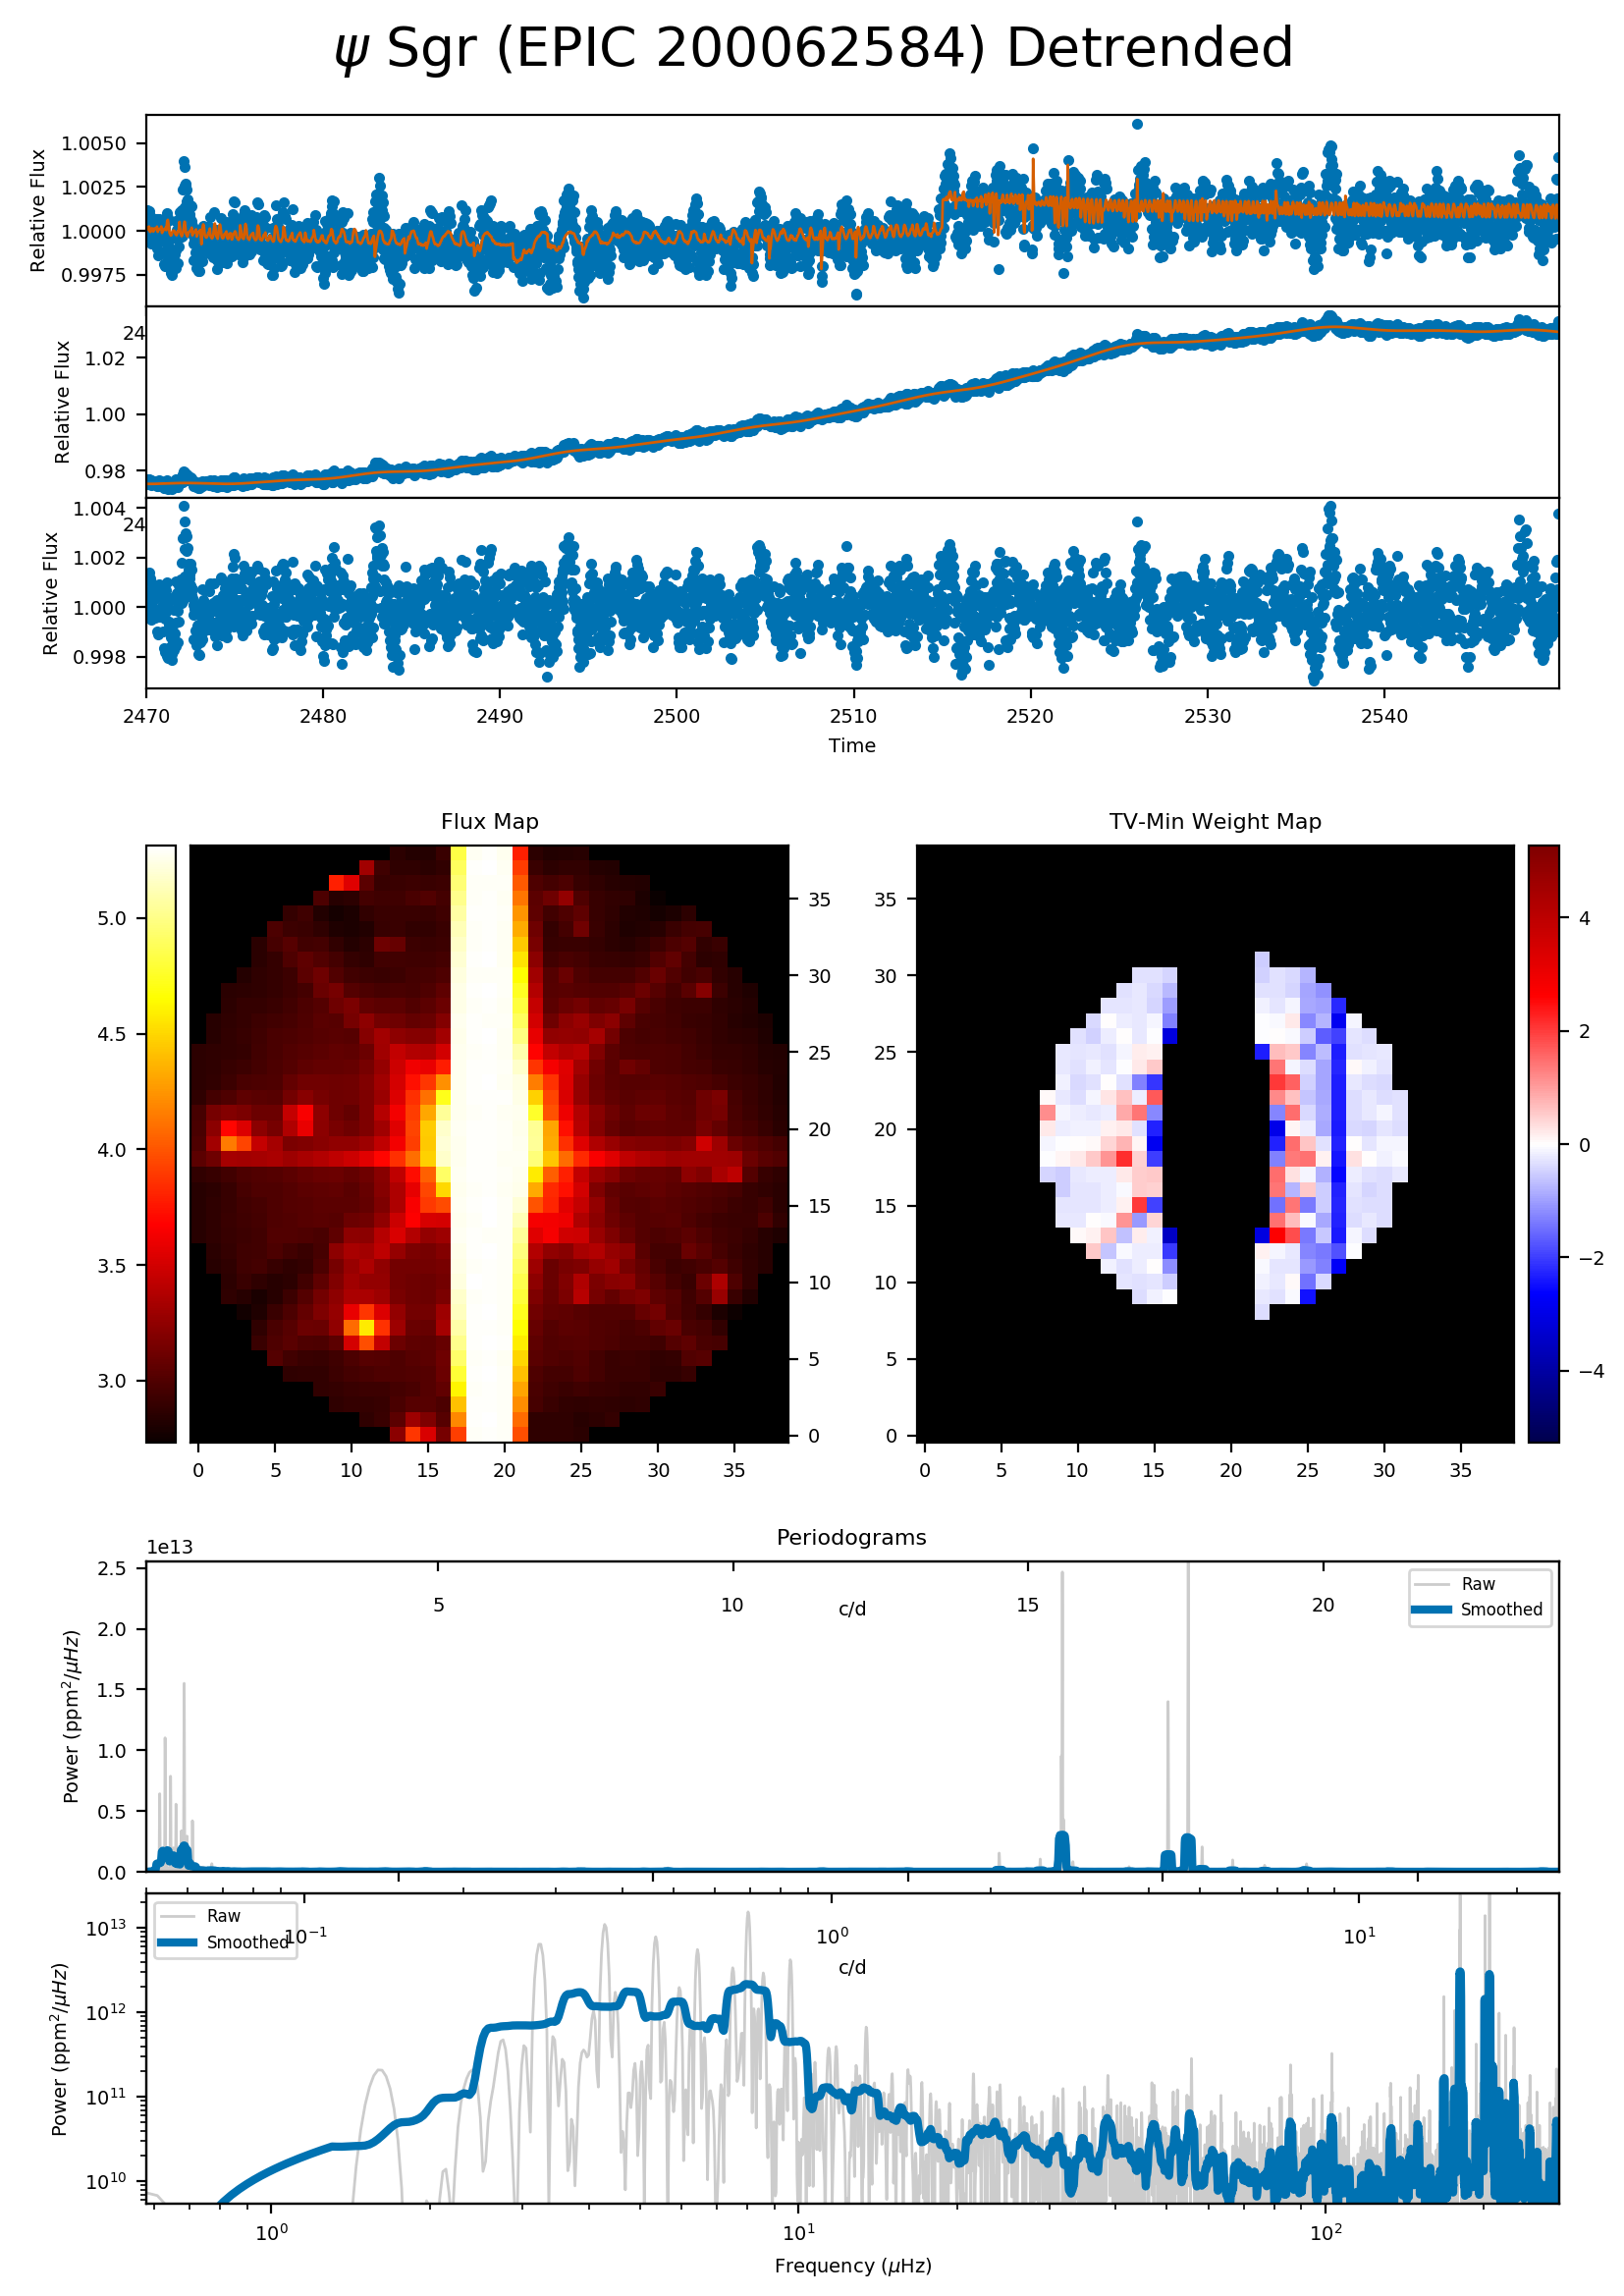 ψ Sgr (EPIC 200062584) Detrended
1.0050
1.0025
1.0000
0.9975
Relative Flux
24
1.02
1.00
0.98
Relative Flux
1.004
24
1.002
1.000
0.998
Relative Flux
2470 2480 2490 2500 2510 2520 2530 2540
Time
Flux Map
5.0
4.5
4.0
3.5
3.0
35
30
25
20
15
10
5
0
0 5 10 15 20 25 30 35
TV-Min Weight Map
35
30
25
20
15
10
5
0
0 5 10 15 20 25 30 35
4
2
0
−2
−4
Periodograms
1e13
2.5
2.0
1.5
1.0
0.5
0.0
Power (ppm²/μHz)
5 10 15 20
c/d
Raw
Smoothed
10¹³
10¹²
10¹¹
10¹⁰
Power (ppm²/μHz)
Raw
Smoothed
10⁻¹ 10⁰ 10¹
c/d
10⁰ 10¹ 10²
Frequency (μHz)